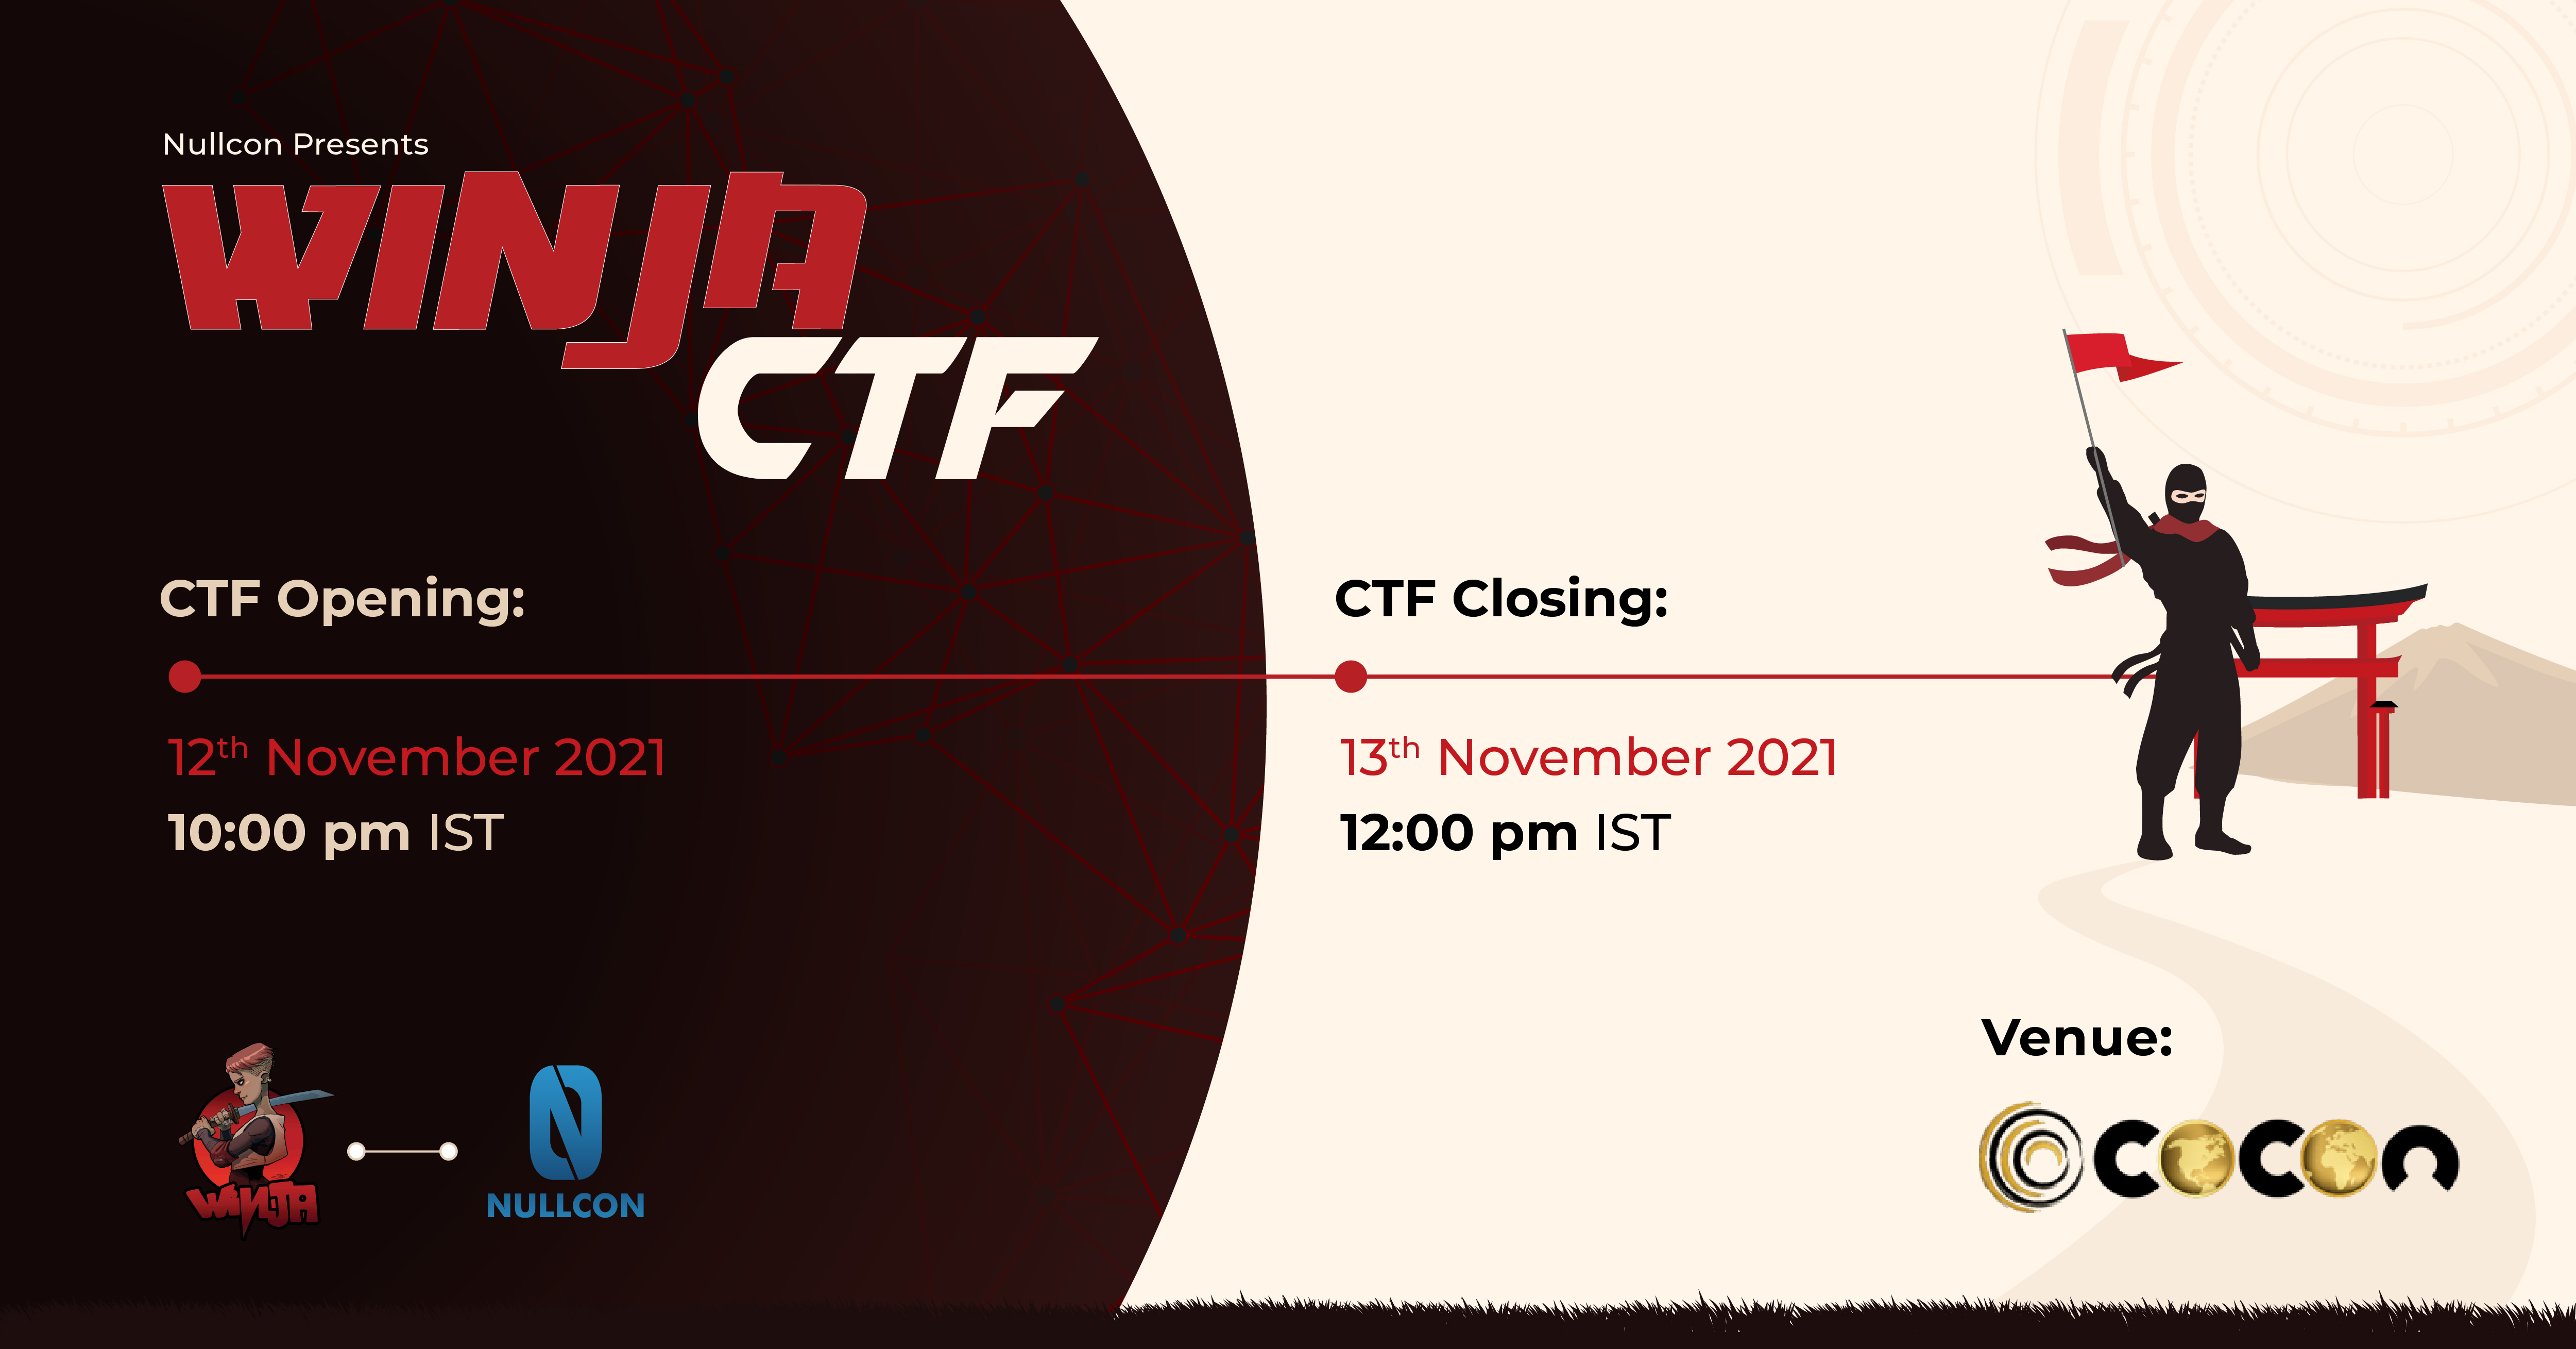 Nullcon Presents
WINJA
CTF
CTF Opening:
12th November 2021
10:00 pm IST
CTF Closing:
13th November 2021
12:00 pm IST
WINJA
NULLCON
Venue:
cocon